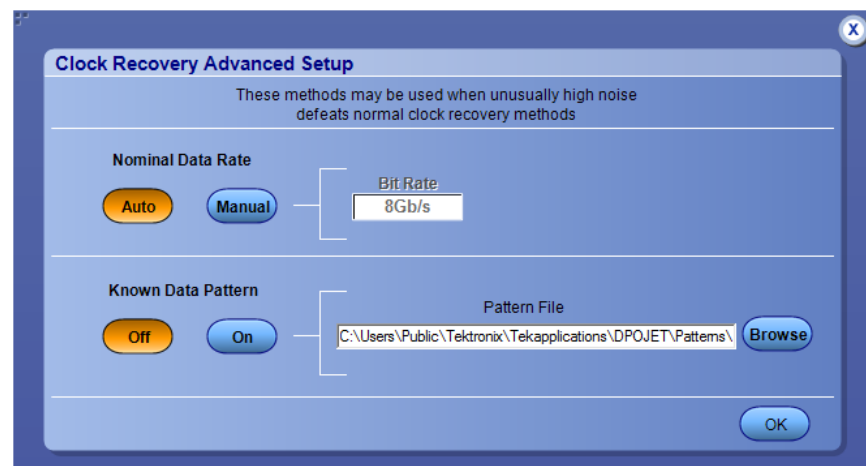 X
Clock Recovery Advanced Setup
These methods may be used when unusually high noise
defeats normal clock recovery methods
Nominal Data Rate
Auto
Manual
Bit Rate
8Gb/s
Known Data Pattern
Off
On
Pattern File
C:\Users\Public\Tektronix\Tekapplications\DPOJET\Patterns\
Browse
OK